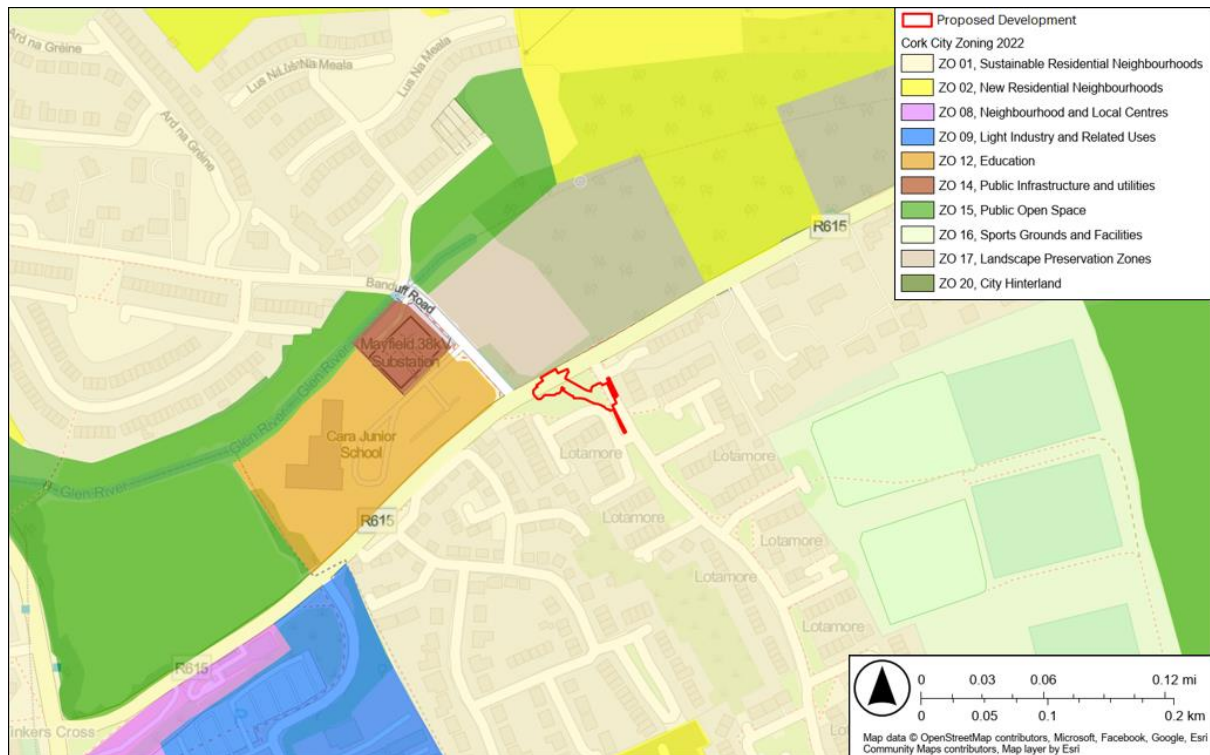 Ard na Gréine
Lus Na Meala
Lus Na Meala
Ard na Gréine
R615
Banduff Road
Mayfield 38kV
Substation
Glen River
Cara Junior
School
Glen-River
Glen-River
Lotamore
Lotamore
R615
Lotamore
Lotamore
Lotamore
Lotamore
R615
inkers Cross
Proposed Development
Cork City Zoning 2022
ZO 01, Sustainable Residential Neighbourhoods
ZO 02, New Residential Neighbourhoods
ZO 08, Neighbourhood and Local Centres
ZO 09, Light Industry and Related Uses
ZO 12, Education
ZO 14, Public Infrastructure and utilities
ZO 15, Public Open Space
ZO 16, Sports Grounds and Facilities
ZO 17, Landscape Preservation Zones
ZO 20, City Hinterland
0 0.03 0.06 0.12 mi
0 0.05 0.1 0.2 km
Map data © OpenStreetMap contributors, Microsoft, Facebook, Google, Esri
Community Maps contributors, Map layer by Esri